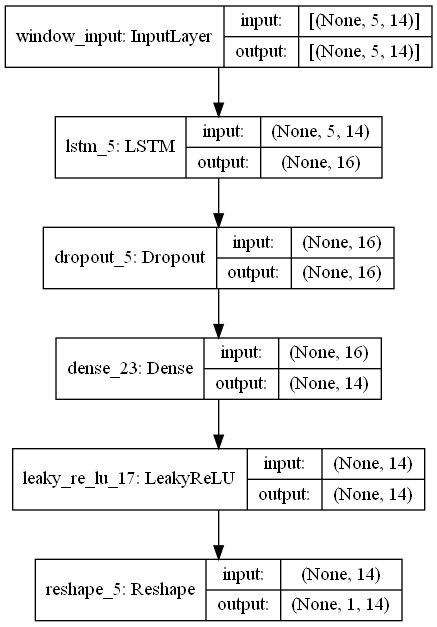 window_input: InputLayer
input: [(None, 5, 14)]
output: [(None, 5, 14)]
lstm_5: LSTM
input: (None, 5, 14)
output: (None, 16)
dropout_5: Dropout
input: (None, 16)
output: (None, 16)
dense_23: Dense
input: (None, 16)
output: (None, 14)
leaky_re_lu_17: LeakyReLU
input: (None, 14)
output: (None, 14)
reshape_5: Reshape
input: (None, 14)
output: (None, 1, 14)